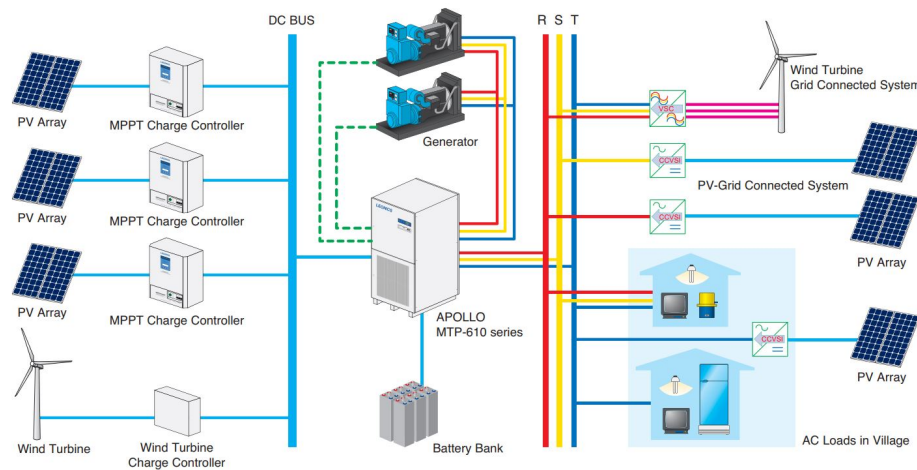 DC BUS
R S T
PV Array
MPPT Charge Controller
PV Array
MPPT Charge Controller
PV Array
MPPT Charge Controller
Wind Turbine
Wind Turbine
Charge Controller
Generator
LEONICS
APOLLO
MTP-610 series
Battery Bank
VSC
Wind Turbine
Grid Connected System
CCVSI
PV-Grid Connected System
CCVSI
PV Array
CCVSI
PV Array
AC Loads in Village